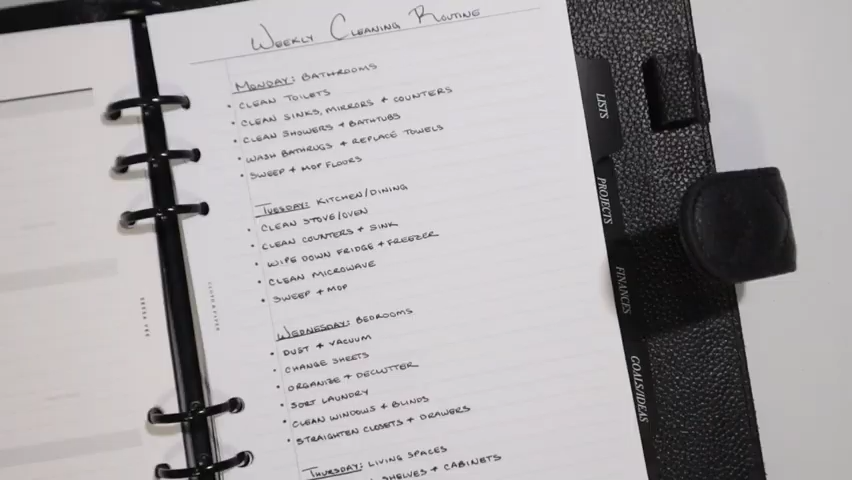 Weekly Cleaning Routine
Monday: Bathrooms
• Clean toilets
• Clean sinks, mirrors + counters
• Clean showers + bathtubs
• Wash bathrugs + replace towels
• Sweep + mop floors
Tuesday: Kitchen/Dining
• Clean stove/oven
• Clean counters + sink
• Wipe down fridge + freezer
• Clean microwave
• Sweep + mop
Wednesday: Bedrooms
• Dust + vacuum
• Change sheets
• Organize + declutter
• Sort laundry
• Clean windows + blinds
• Straighten closets + drawers
Thursday: Living Spaces
shelves + cabinets
LISTS
PROJECTS
FINANCES
GOALS/IDEAS